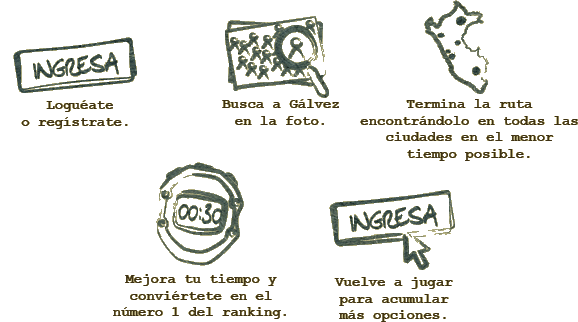 INGRESA
Loguéate
o regístrate.
Busca a Gálvez
en la foto.
Termina la ruta
encontrándolo en todas las
ciudades en el menor
tiempo posible.
00:30
Mejora tu tiempo y
conviértete en el
número 1 del ranking.
INGRESA
Vuelve a jugar
para acumular
más opciones.